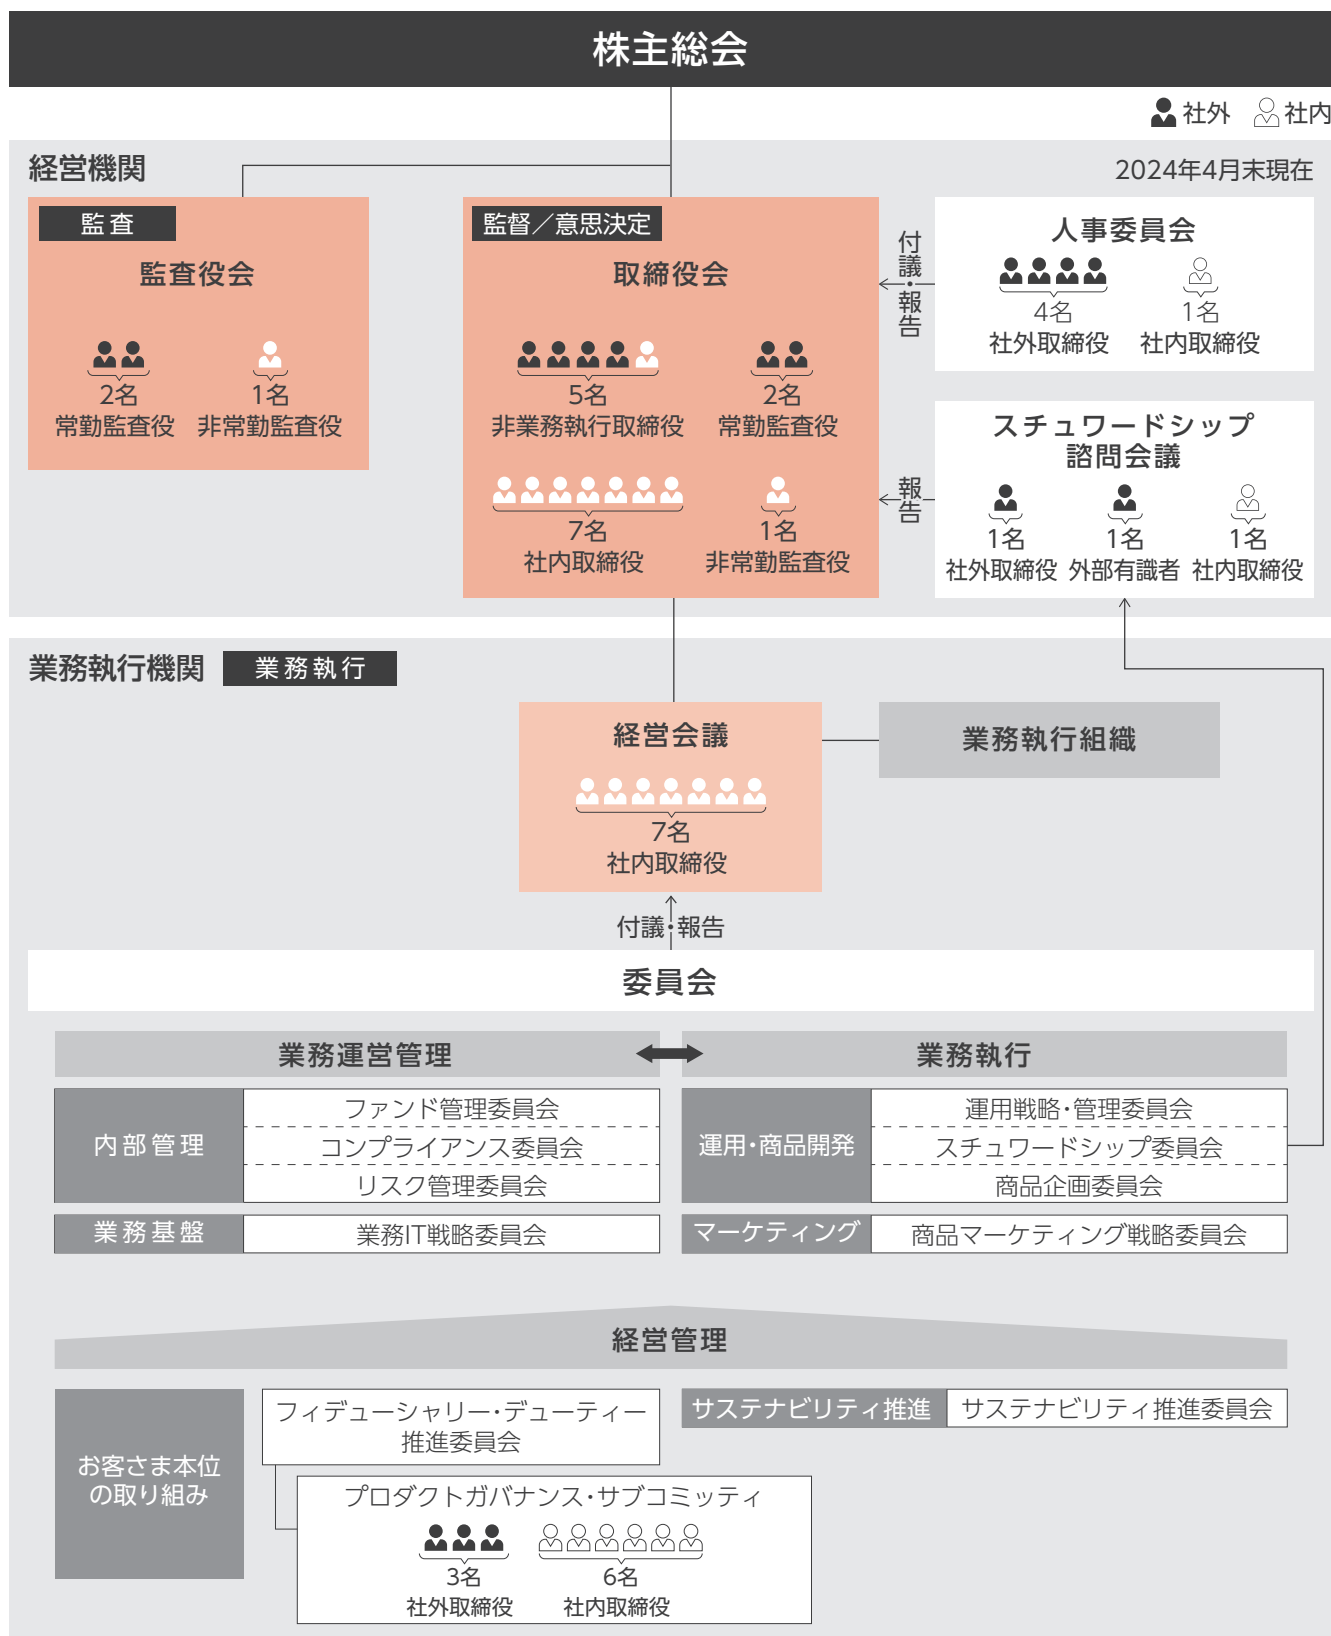 株主総会
社外 社内
経営機関
2024年4月末現在
監査
監査役会
2名
常勤監査役
1名
非常勤監査役
監督／意思決定
取締役会
5名
非業務執行取締役
2名
常勤監査役
7名
社内取締役
1名
非常勤監査役
付議・報告
人事委員会
4名
社外取締役
1名
社内取締役
報告
スチュワードシップ
諮問会議
1名
社外取締役
1名
外部有識者
1名
社内取締役
業務執行機関
業務執行
経営会議
7名
社内取締役
業務執行組織
付議・報告
委員会
業務運営管理
内部管理
ファンド管理委員会
コンプライアンス委員会
リスク管理委員会
業務基盤
業務IT戦略委員会
業務執行
運用・商品開発
運用戦略・管理委員会
スチュワードシップ委員会
商品企画委員会
マーケティング
商品マーケティング戦略委員会
経営管理
お客さま本位
の取り組み
フィデューシャリー・デューティー
推進委員会
プロダクトガバナンス・サブコミッティ
3名
社外取締役
6名
社内取締役
サステナビリティ推進
サステナビリティ推進委員会